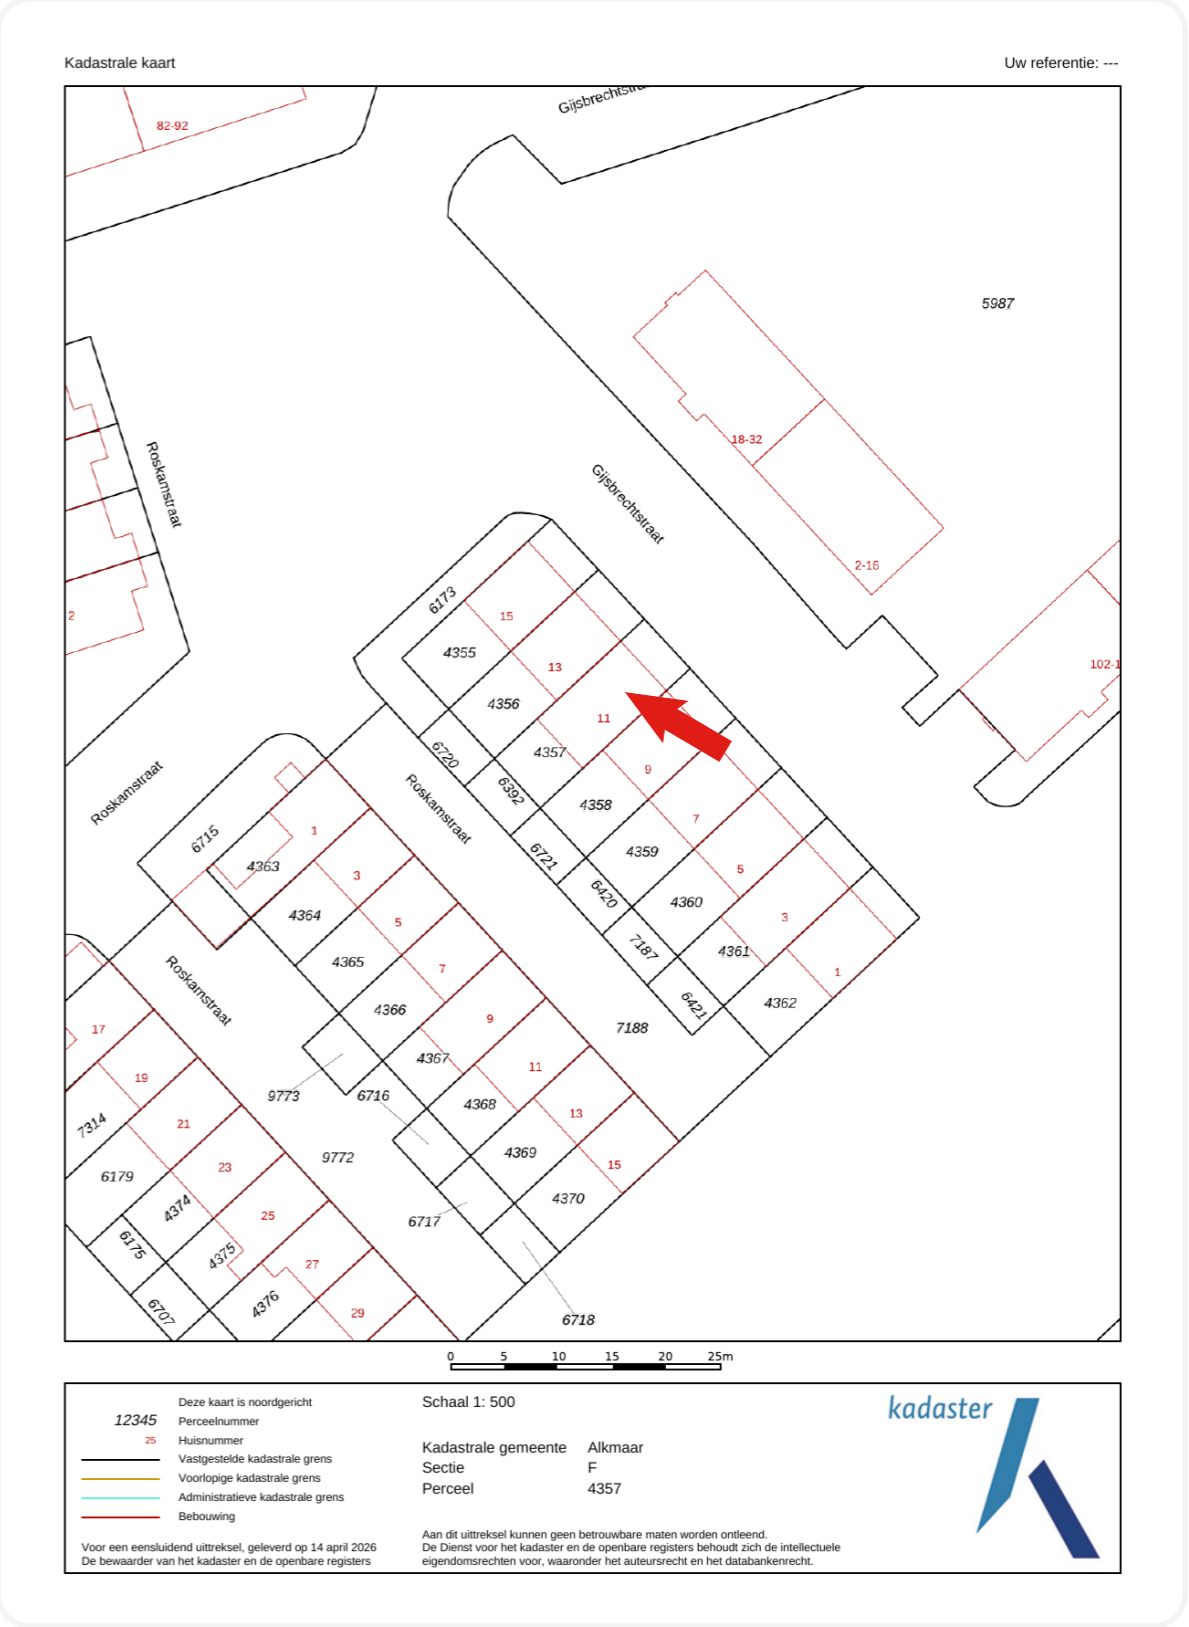 Kadastrale kaart
Uw referentie: ---
82-92
5987
18-32
Gijsbrechtstraat
Roskamstraat
2-16
6173
15
2
4355
13
4356
11
4357
6720
9
6392
4358
7
Roskamstraat
Roskamstraat
6715
1
4363
6721
4359
5
3
6420
4360
4364
3
5
7187
4361
4365
7
1
6421
4362
4366
Roskamstraat
9
7188
17
4367
11
19
9773
6716
4368
13
7314
21
4369
15
9772
23
6179
4370
4374
25
6717
6175
4375
27
4376
6707
29
6718
0 5 10 15 20 25m
Deze kaart is noordgericht
12345 Perceelnummer
25 Huisnummer
Vastgestelde kadastrale grens
Voorlopige kadastrale grens
Administratieve kadastrale grens
Bebouwing
Voor een eensluidend uittreksel, geleverd op 14 april 2026
De bewaarder van het kadaster en de openbare registers
Schaal 1: 500
Kadastrale gemeente Alkmaar
Sectie F
Perceel 4357
Aan dit uittreksel kunnen geen betrouwbare maten worden ontleend.
De Dienst voor het kadaster en de openbare registers behoudt zich de intellectuele
eigendomsrechten voor, waaronder het auteursrecht en het databankenrecht.
kadaster